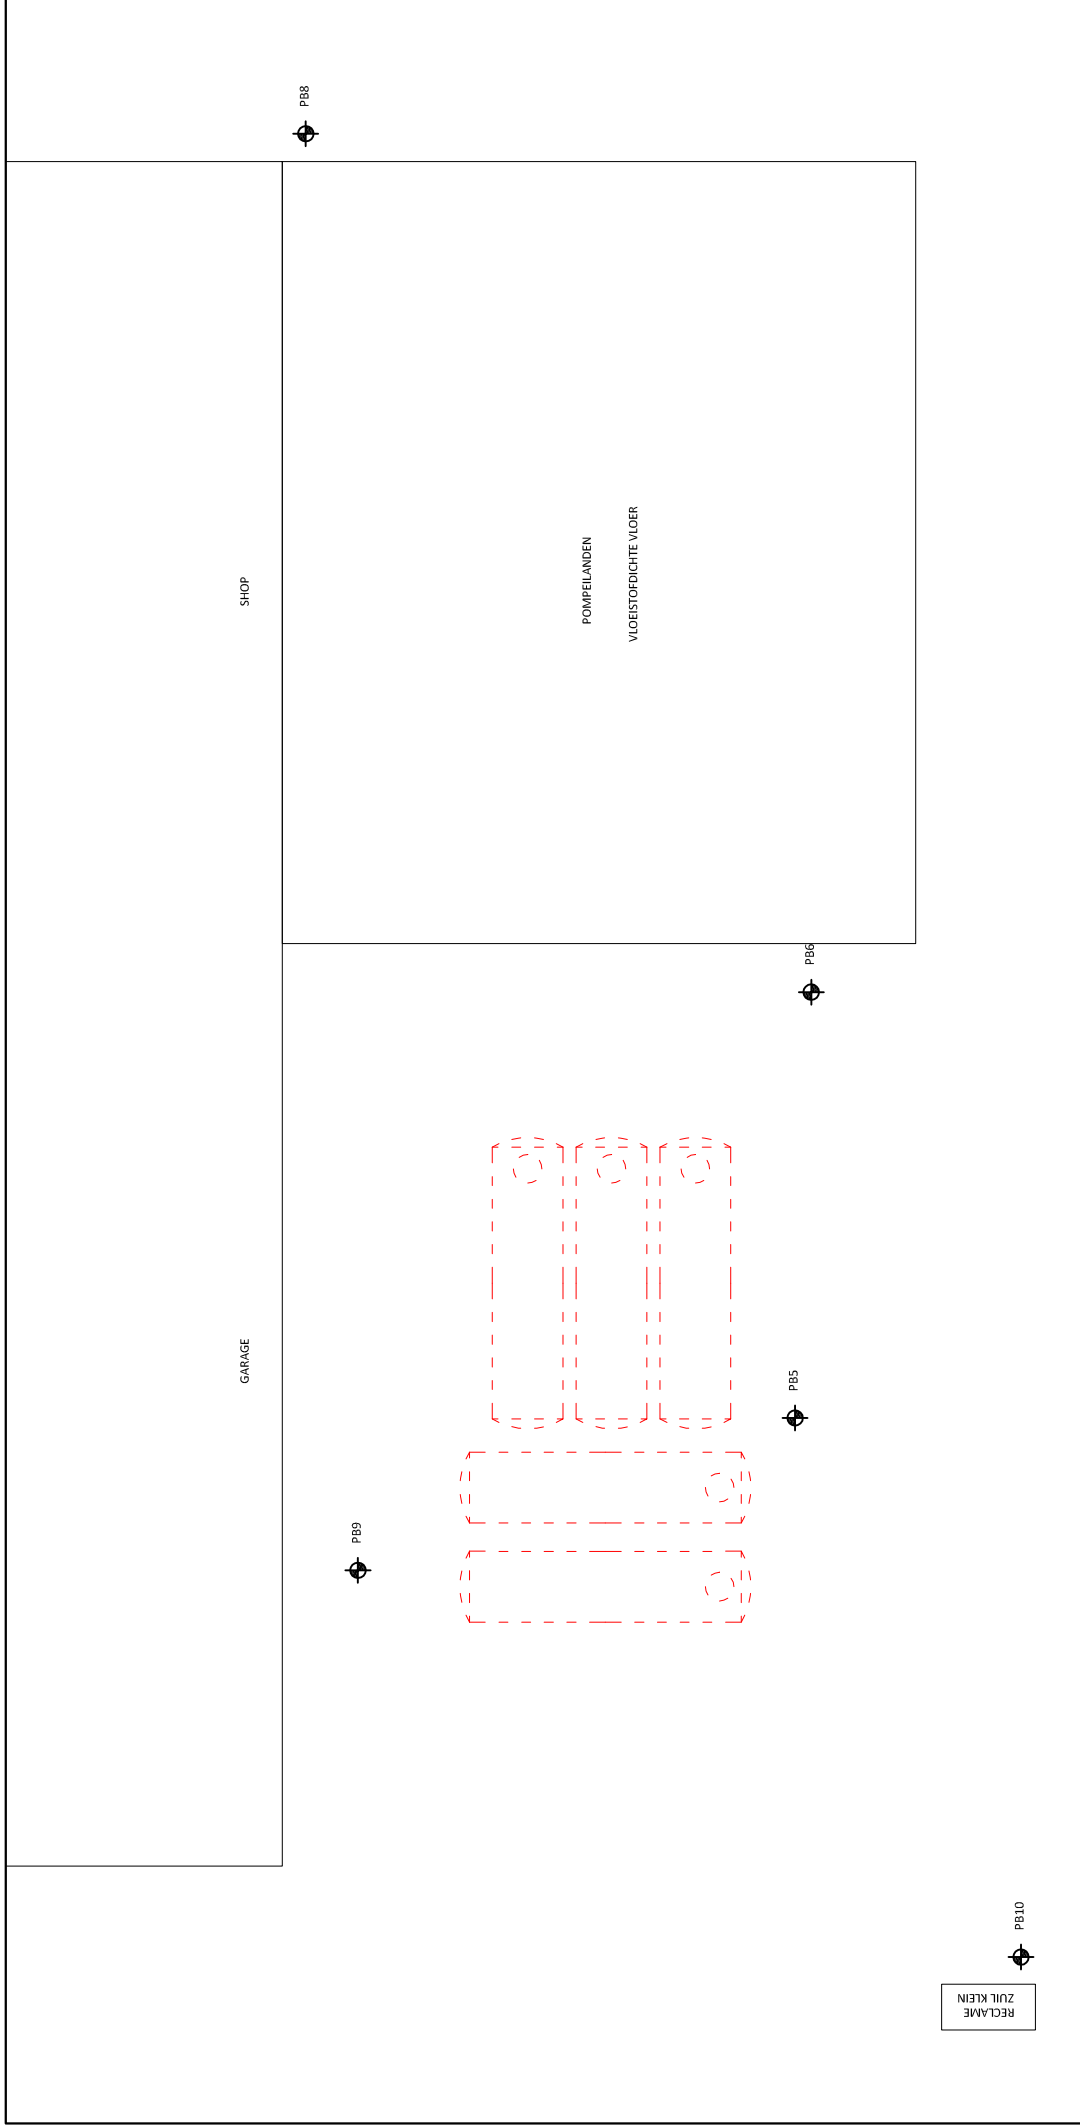 PB8
SHOP
POMPEILANDEN
VLOEISTOFDICHTE VLOER
PB6
GARAGE
PB5
PB9
PB10
RECLAME
ZUIL KLEIN